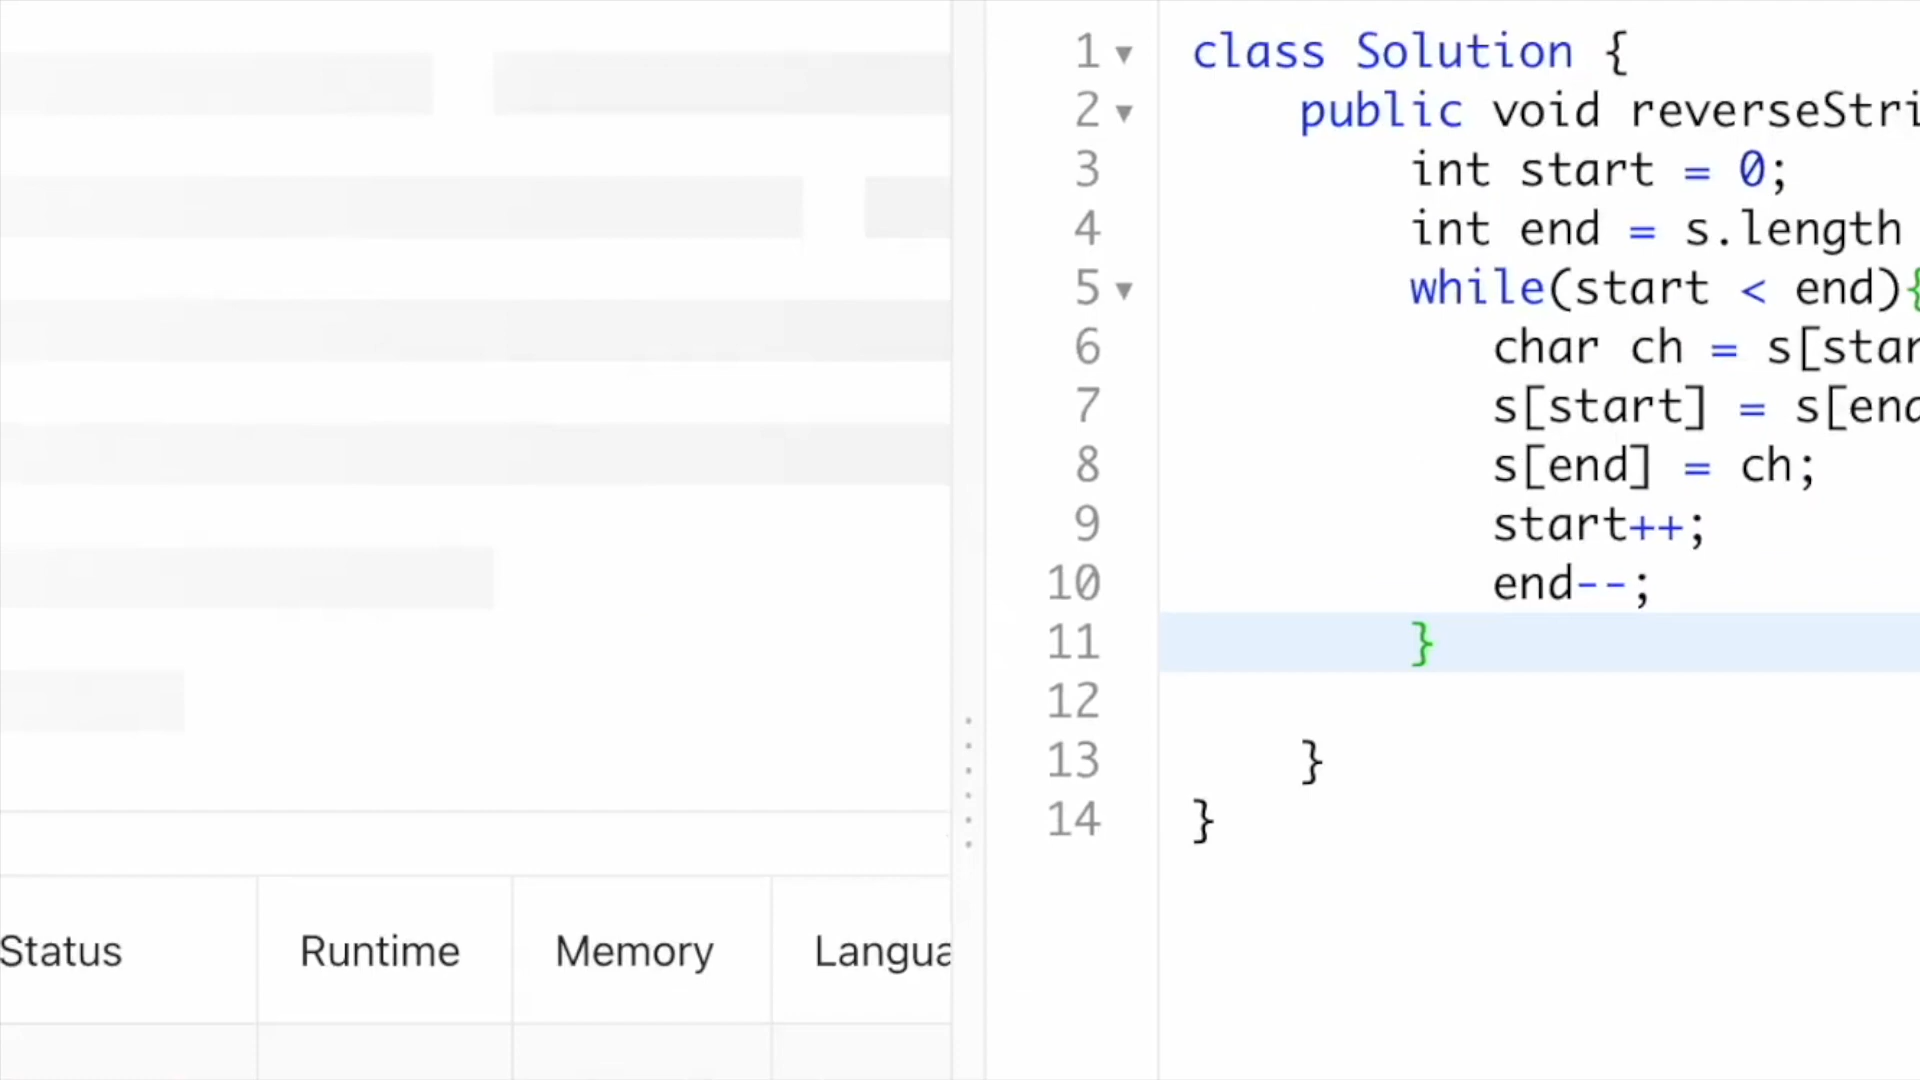 Status Runtime Memory Langua
1 class Solution {
2 public void reverseStri
3 int start = 0;
4 int end = s.length
5 while(start < end){
6 char ch = s[star
7 s[start] = s[end
8 s[end] = ch;
9 start++;
10 end--;
11 }
12
13 }
14 }